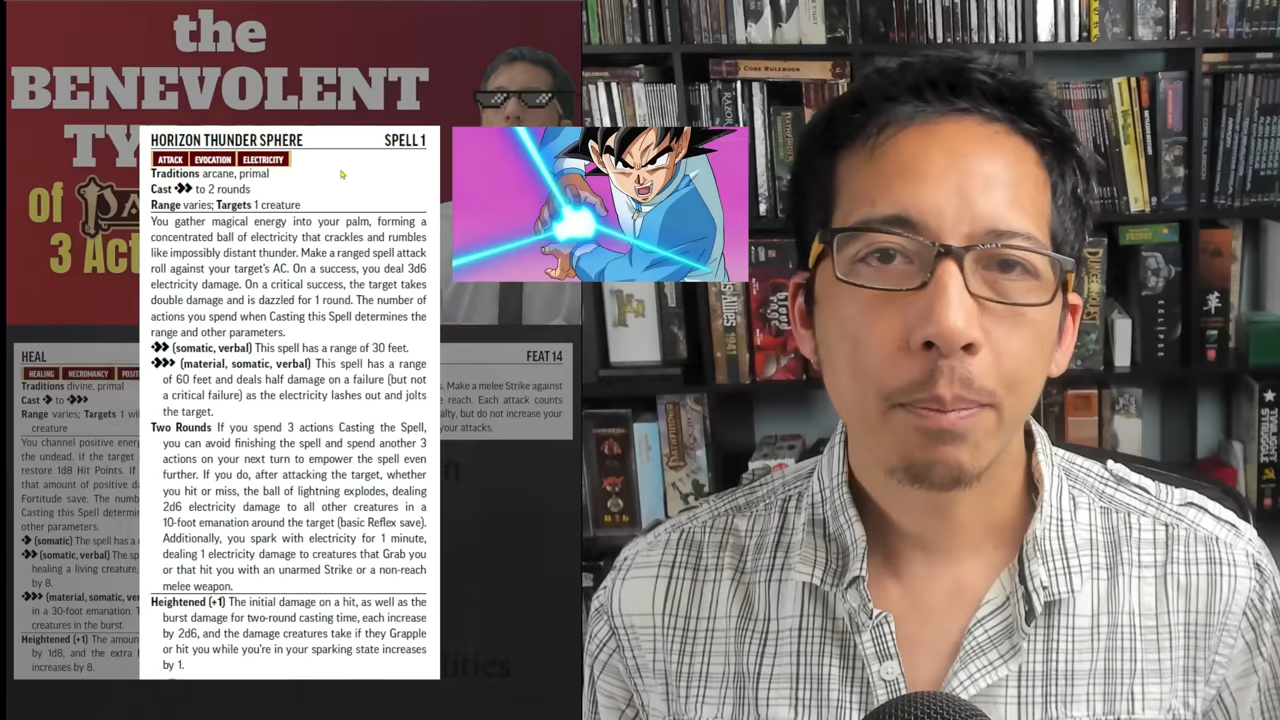 the
BENEVOLENT
TY
of PA
3 Act
HORIZON THUNDER SPHERE SPELL 1
ATTACK EVOCATION ELECTRICITY
Traditions arcane, primal
Cast to 2 rounds
Range varies; Targets 1 creature
You gather magical energy into your palm, forming a
concentrated ball of electricity that crackles and rumbles
like impossibly distant thunder. Make a ranged spell attack
roll against your target's AC. On a success, you deal 3d6
electricity damage. On a critical success, the target takes
double damage and is dazzled for 1 round. The number of
actions you spend when Casting this Spell determines the
range and other parameters.
(somatic, verbal) This spell has a range of 30 feet.
(material, somatic, verbal) This spell has a range
of 60 feet and deals half damage on a failure (but not
a critical failure) as the electricity lashes out and jolts
the target.
Two Rounds If you spend 3 actions Casting the Spell,
you can avoid finishing the spell and spend another 3
actions on your next turn to empower the spell even
further. If you do, after attacking the target, whether
you hit or miss, the ball of lightning explodes, dealing
2d6 electricity damage to all other creatures in a
10-foot emanation around the target (basic Reflex save).
Additionally, you spark with electricity for 1 minute,
dealing 1 electricity damage to creatures that Grab you
or that hit you with an unarmed Strike or a non-reach
melee weapon.
Heightened (+1) The initial damage on a hit, as well as the
burst damage for two-round casting time, each increase
by 2d6, and the damage creatures take if they Grapple
or hit you while you're in your sparking state increases
by 1.
HEAL
HEALING NECROMANCY POSIT
Traditions divine, primal
Cast to
Range varies; Targets 1 wil
creature
You channel positive ener
the undead. If the target
restore 1d8 Hit Points. If
that amount of positive da
Fortitude save. The numb
Casting this Spell determin
other parameters.
(somatic) The spell has a r
(somatic, verbal) The sp
healing a living creature,
by 8.
(material, somatic, ver
in a 30-foot emanation. T
creatures in the burst.
Heightened (+1) The amoun
by 1d8, and the extra h
increases by 8.
FEAT 14
s. Make a melee Strike against
e reach. Each attack counts
alty, but do not increase your
your attacks.
lities
CORE RULEBOOK
RAZOR
PATHFINDER
Axis & Allies
1941
DRAGONQUEST
ECLIPSE
草
TWILIGHT
STRUGGLE